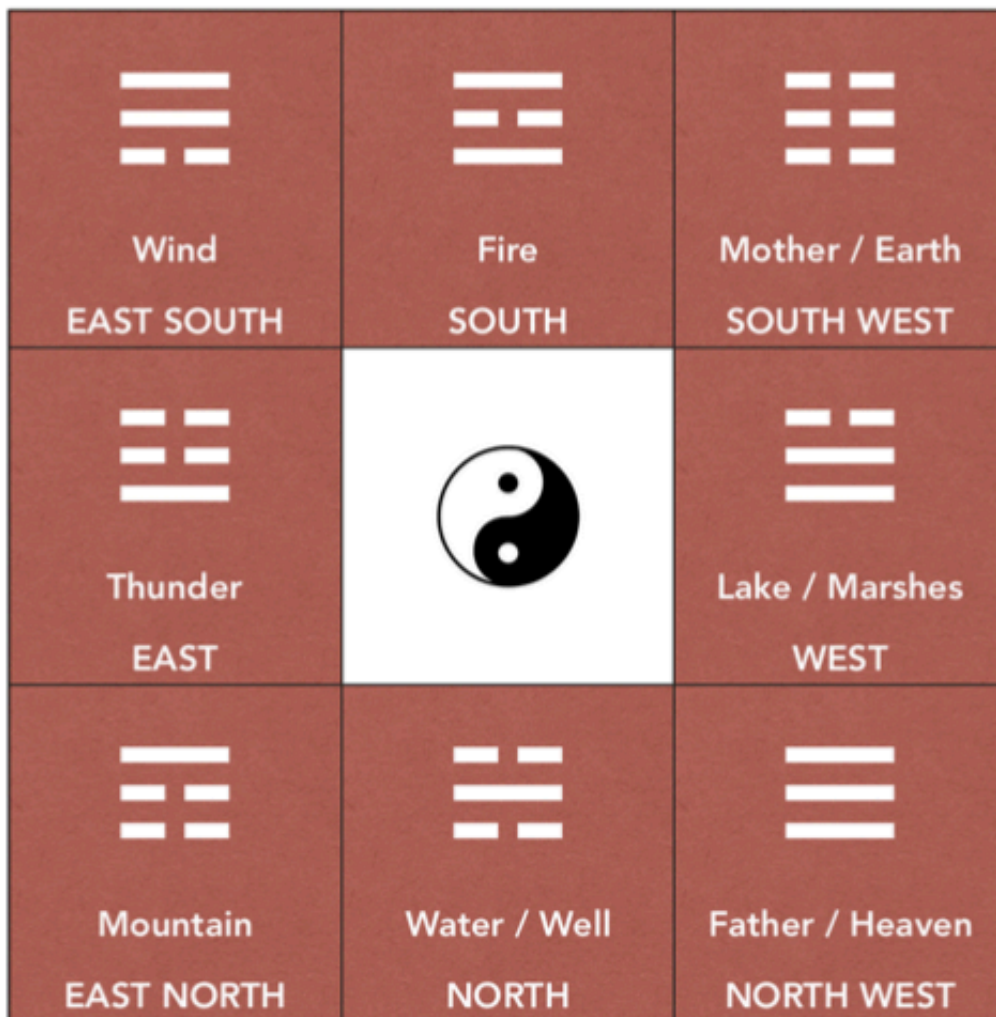 Wind
EAST SOUTH
Fire
SOUTH
Mother / Earth
SOUTH WEST
Thunder
EAST
Lake / Marshes
WEST
Mountain
EAST NORTH
Water / Well
NORTH
Father / Heaven
NORTH WEST